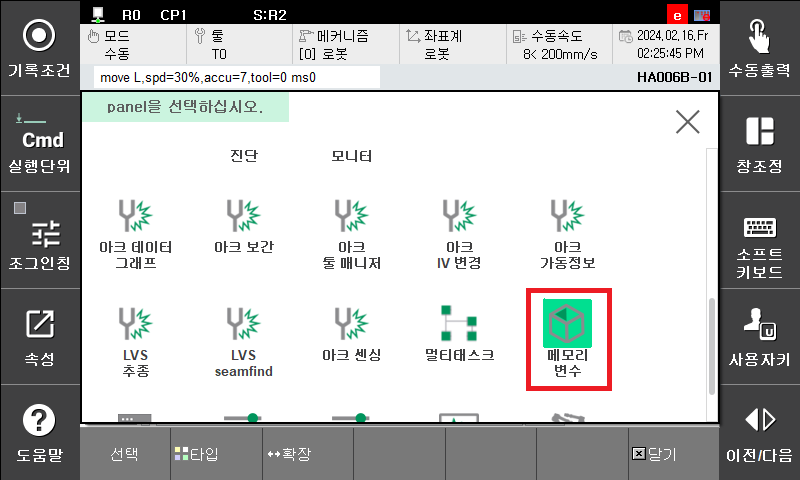 R0 CP1 S:R2 e
모드
수동
툴
T0
메커니즘
[0] 로봇
좌표계
로봇
수동속도
8< 200mm/s
2024,02,16,Fr
02:25:45 PM
move L,spd=30%,accu=7,tool=0 ms0
HA006B-01
panel을 선택하십시오.
진단
모니터
아크 데이터
그래프
아크 보간
아크
툴 매니저
아크
IV 변경
아크
가동정보
LVS
추종
LVS
seamfind
아크 센싱
멀티태스크
메모리
변수
선택
타입
확장
닫기
기록조건
Cmd
실행단위
조그인칭
속성
도움말
수동출력
창조정
소프트
키보드
U
사용자키
이전/다음